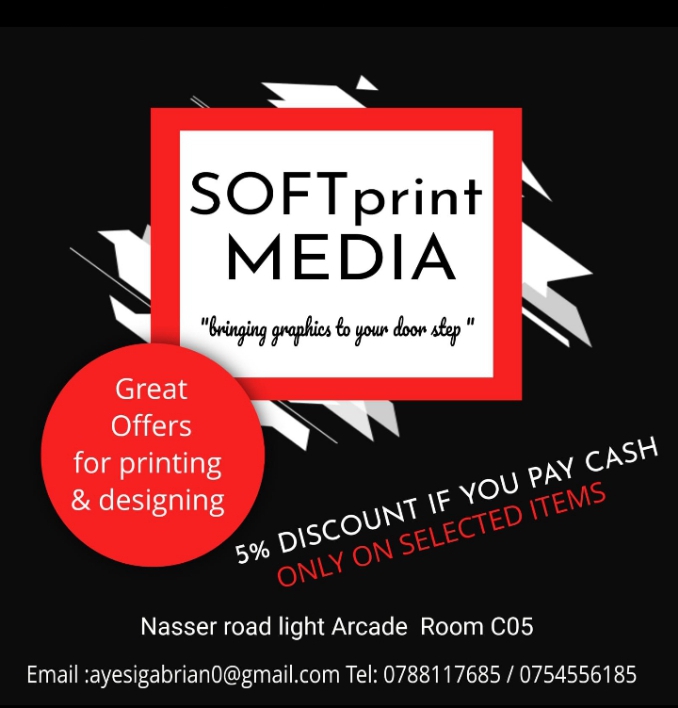 SOFTprint
MEDIA
"bringing graphics to your door step "
Great
Offers
for printing
& designing
5% DISCOUNT IF YOU PAY CASH
ONLY ON SELECTED ITEMS
Nasser road light Arcade Room C05
Email :ayesigabrian0@gmail.com Tel: 0788117685 / 0754556185